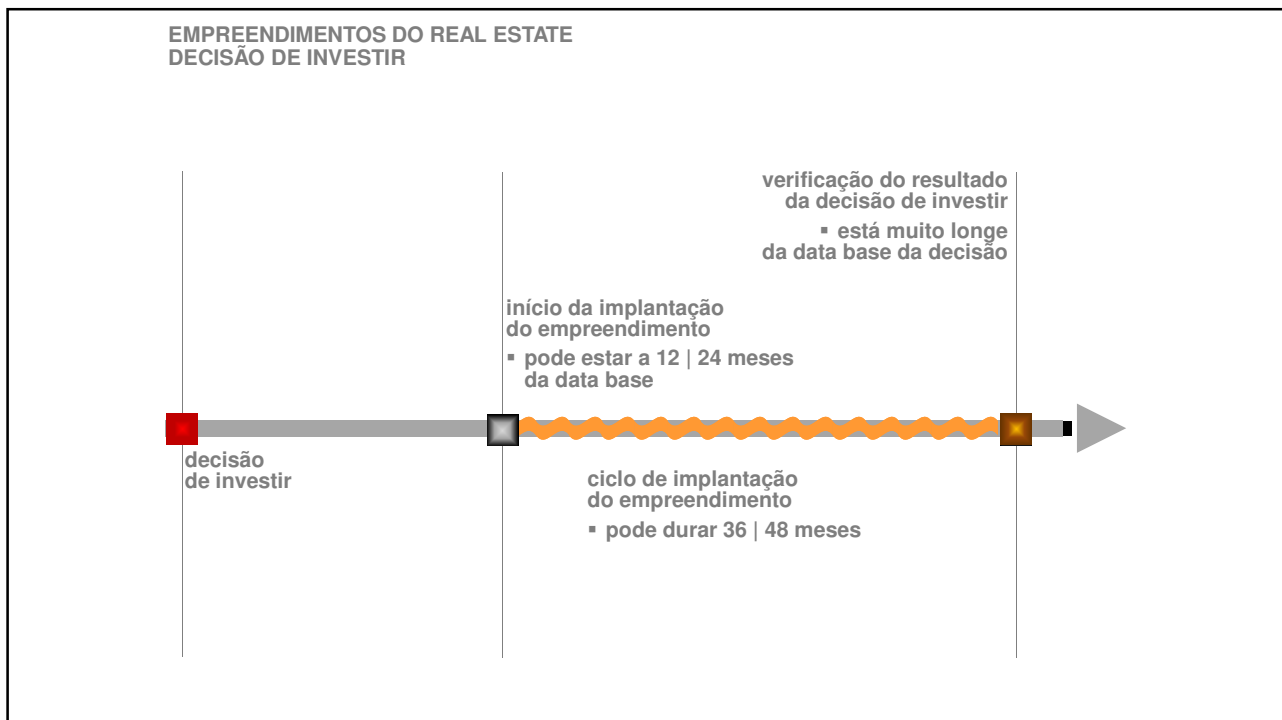 EMPREENDIMENTOS DO REAL ESTATE
DECISÃO DE INVESTIR
verificação do resultado
da decisão de investir
▪ está muito longe
da data base da decisão
início da implantação
do empreendimento
▪ pode estar a 12 | 24 meses
da data base
decisão
de investir
ciclo de implantação
do empreendimento
▪ pode durar 36 | 48 meses